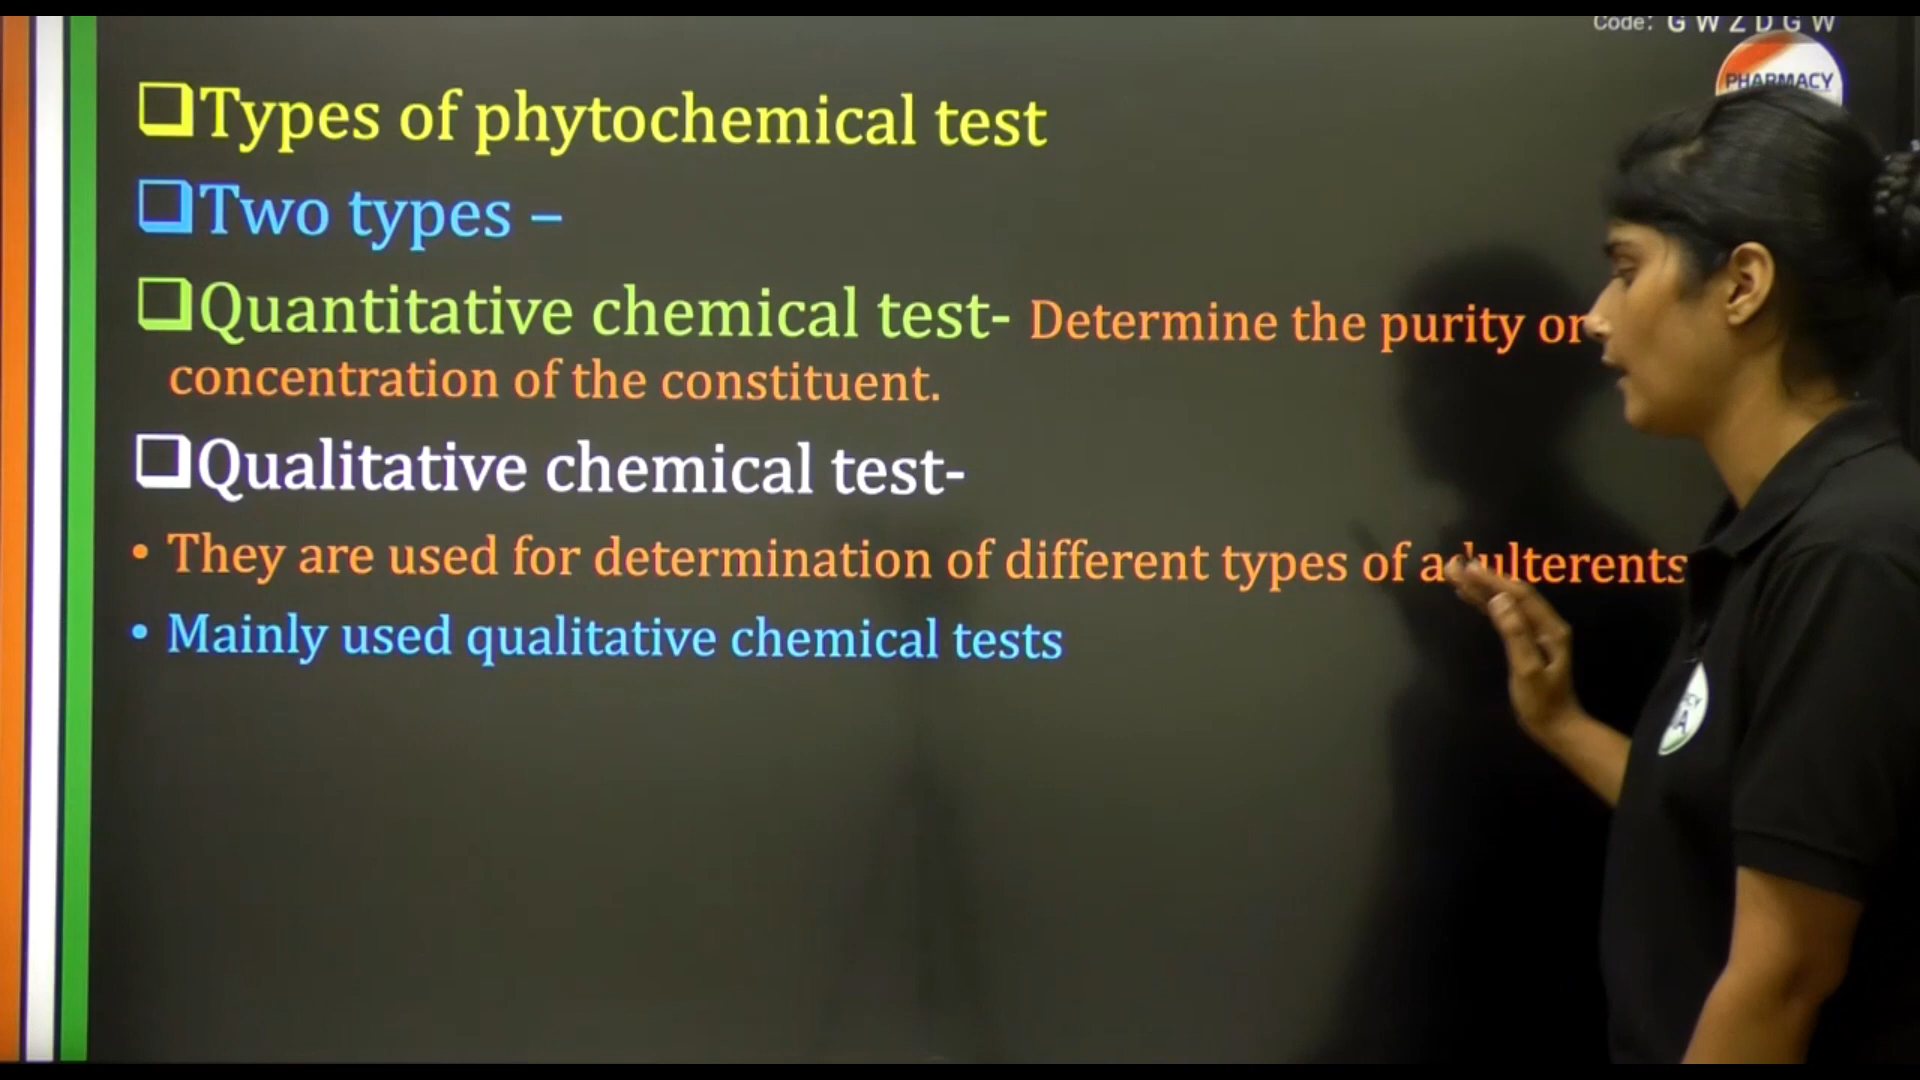 Code: G W Z D G W
PHARMACY
Types of phytochemical test
Two types –
Quantitative chemical test- Determine the purity or
concentration of the constituent.
Qualitative chemical test-
• They are used for determination of different types of adulterents
• Mainly used qualitative chemical tests